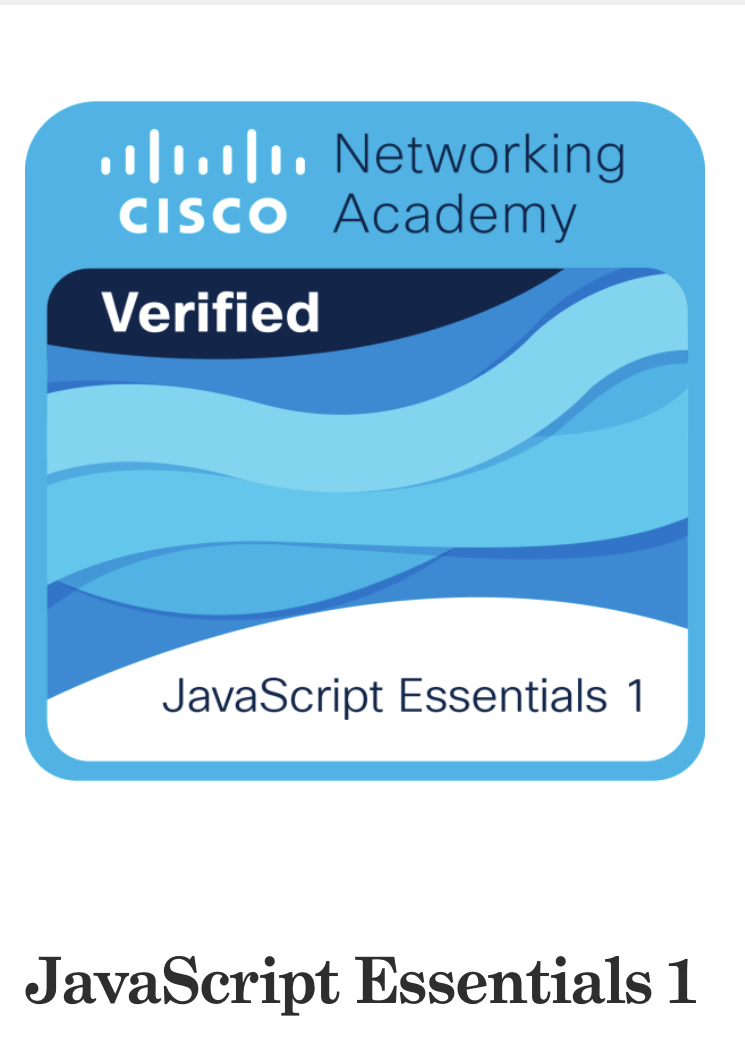 CISCO
Networking
Academy
Verified
JavaScript Essentials 1
JavaScript Essentials 1